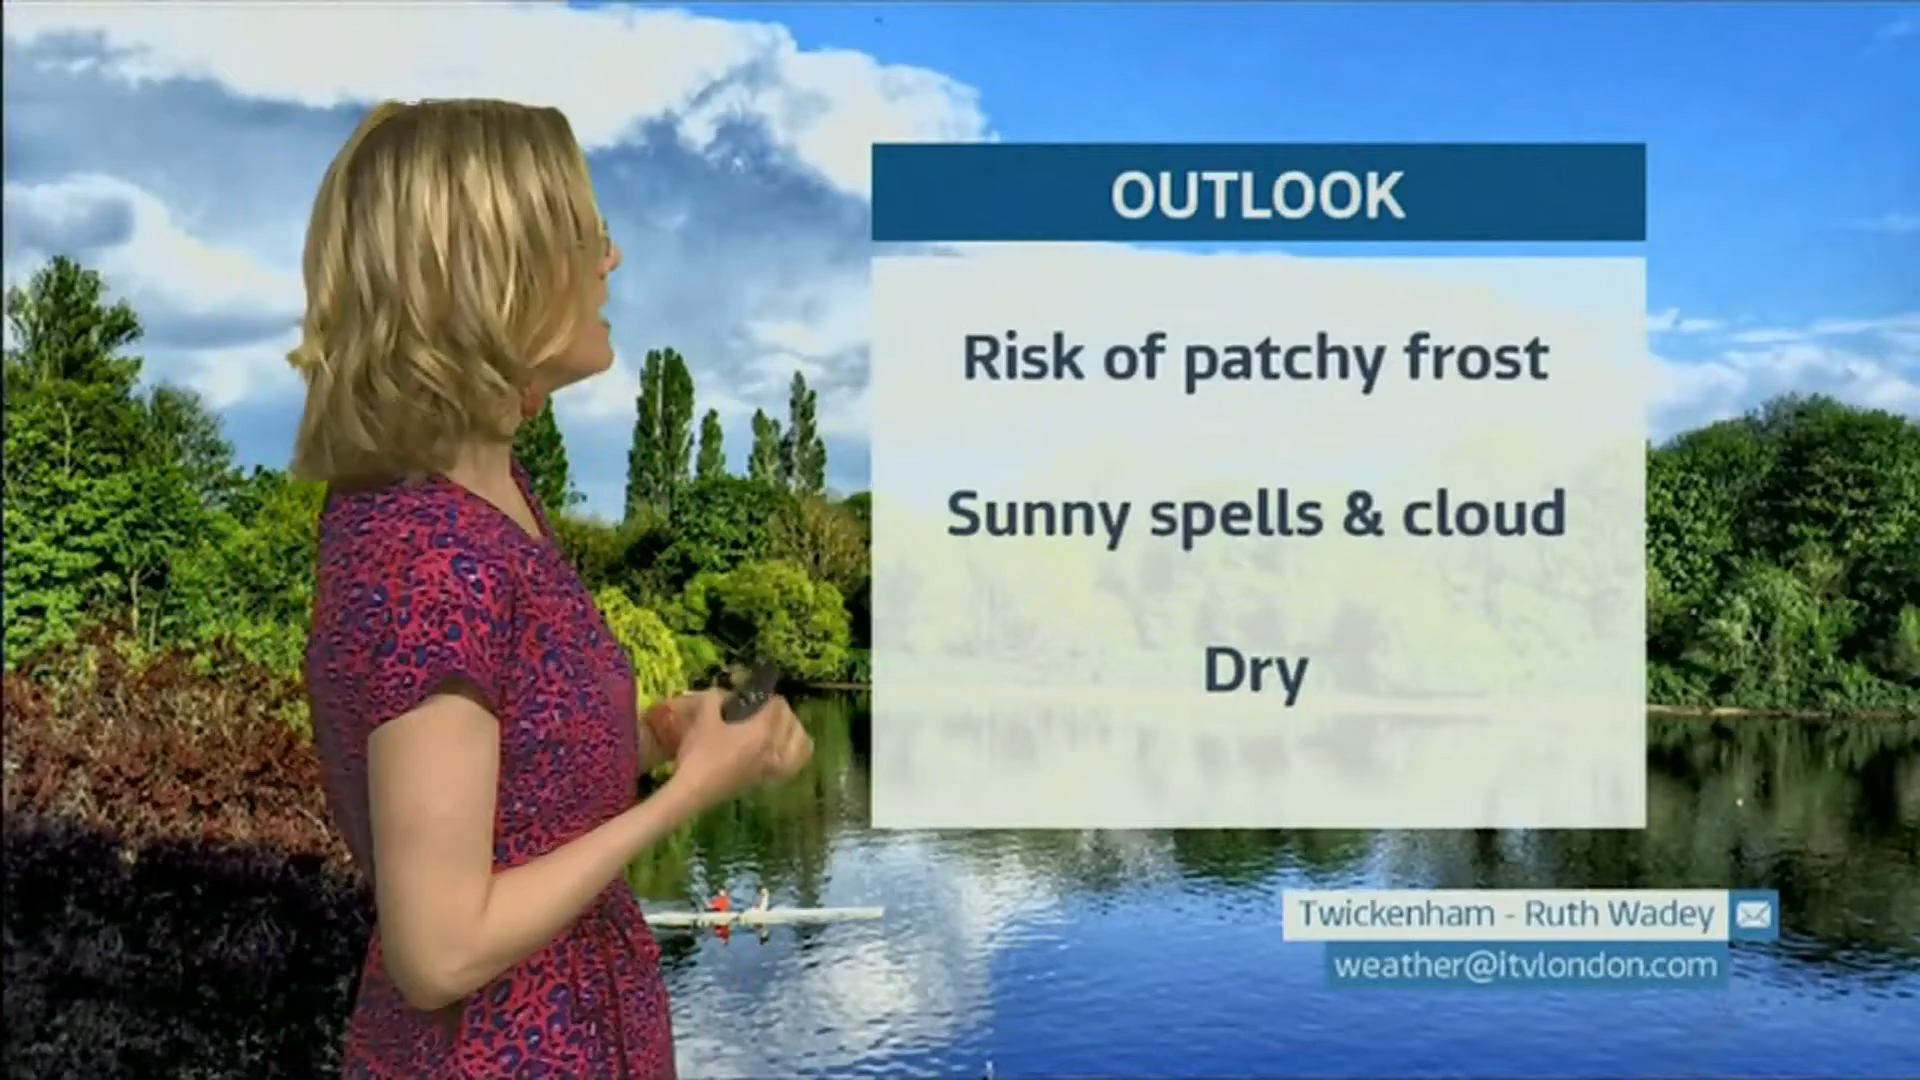 OUTLOOK
Risk of patchy frost
Sunny spells & cloud
Dry
Twickenham - Ruth Wadey
weather@itvlondon.com